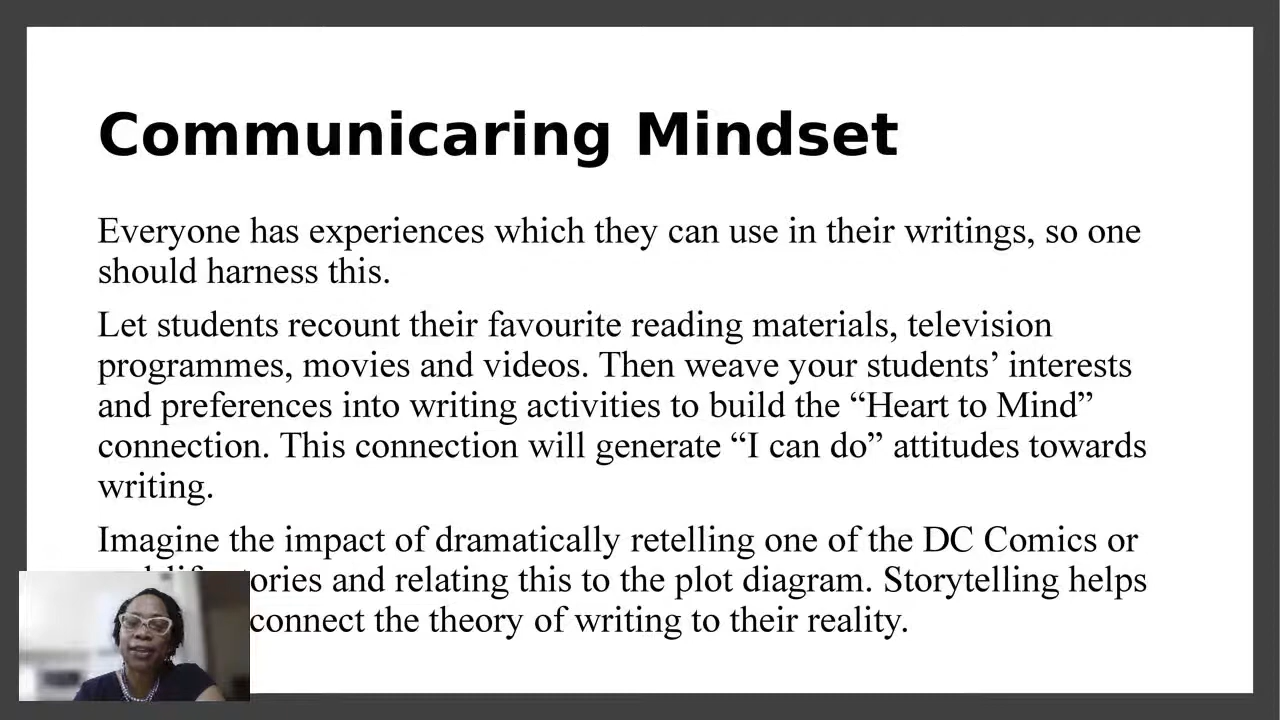 Communicaring Mindset
Everyone has experiences which they can use in their writings, so one
should harness this.
Let students recount their favourite reading materials, television
programmes, movies and videos. Then weave your students’ interests
and preferences into writing activities to build the “Heart to Mind”
connection. This connection will generate “I can do” attitudes towards
writing.
Imagine the impact of dramatically retelling one of the DC Comics or
and relating this to the plot diagram. Storytelling helps
connect the theory of writing to their reality.